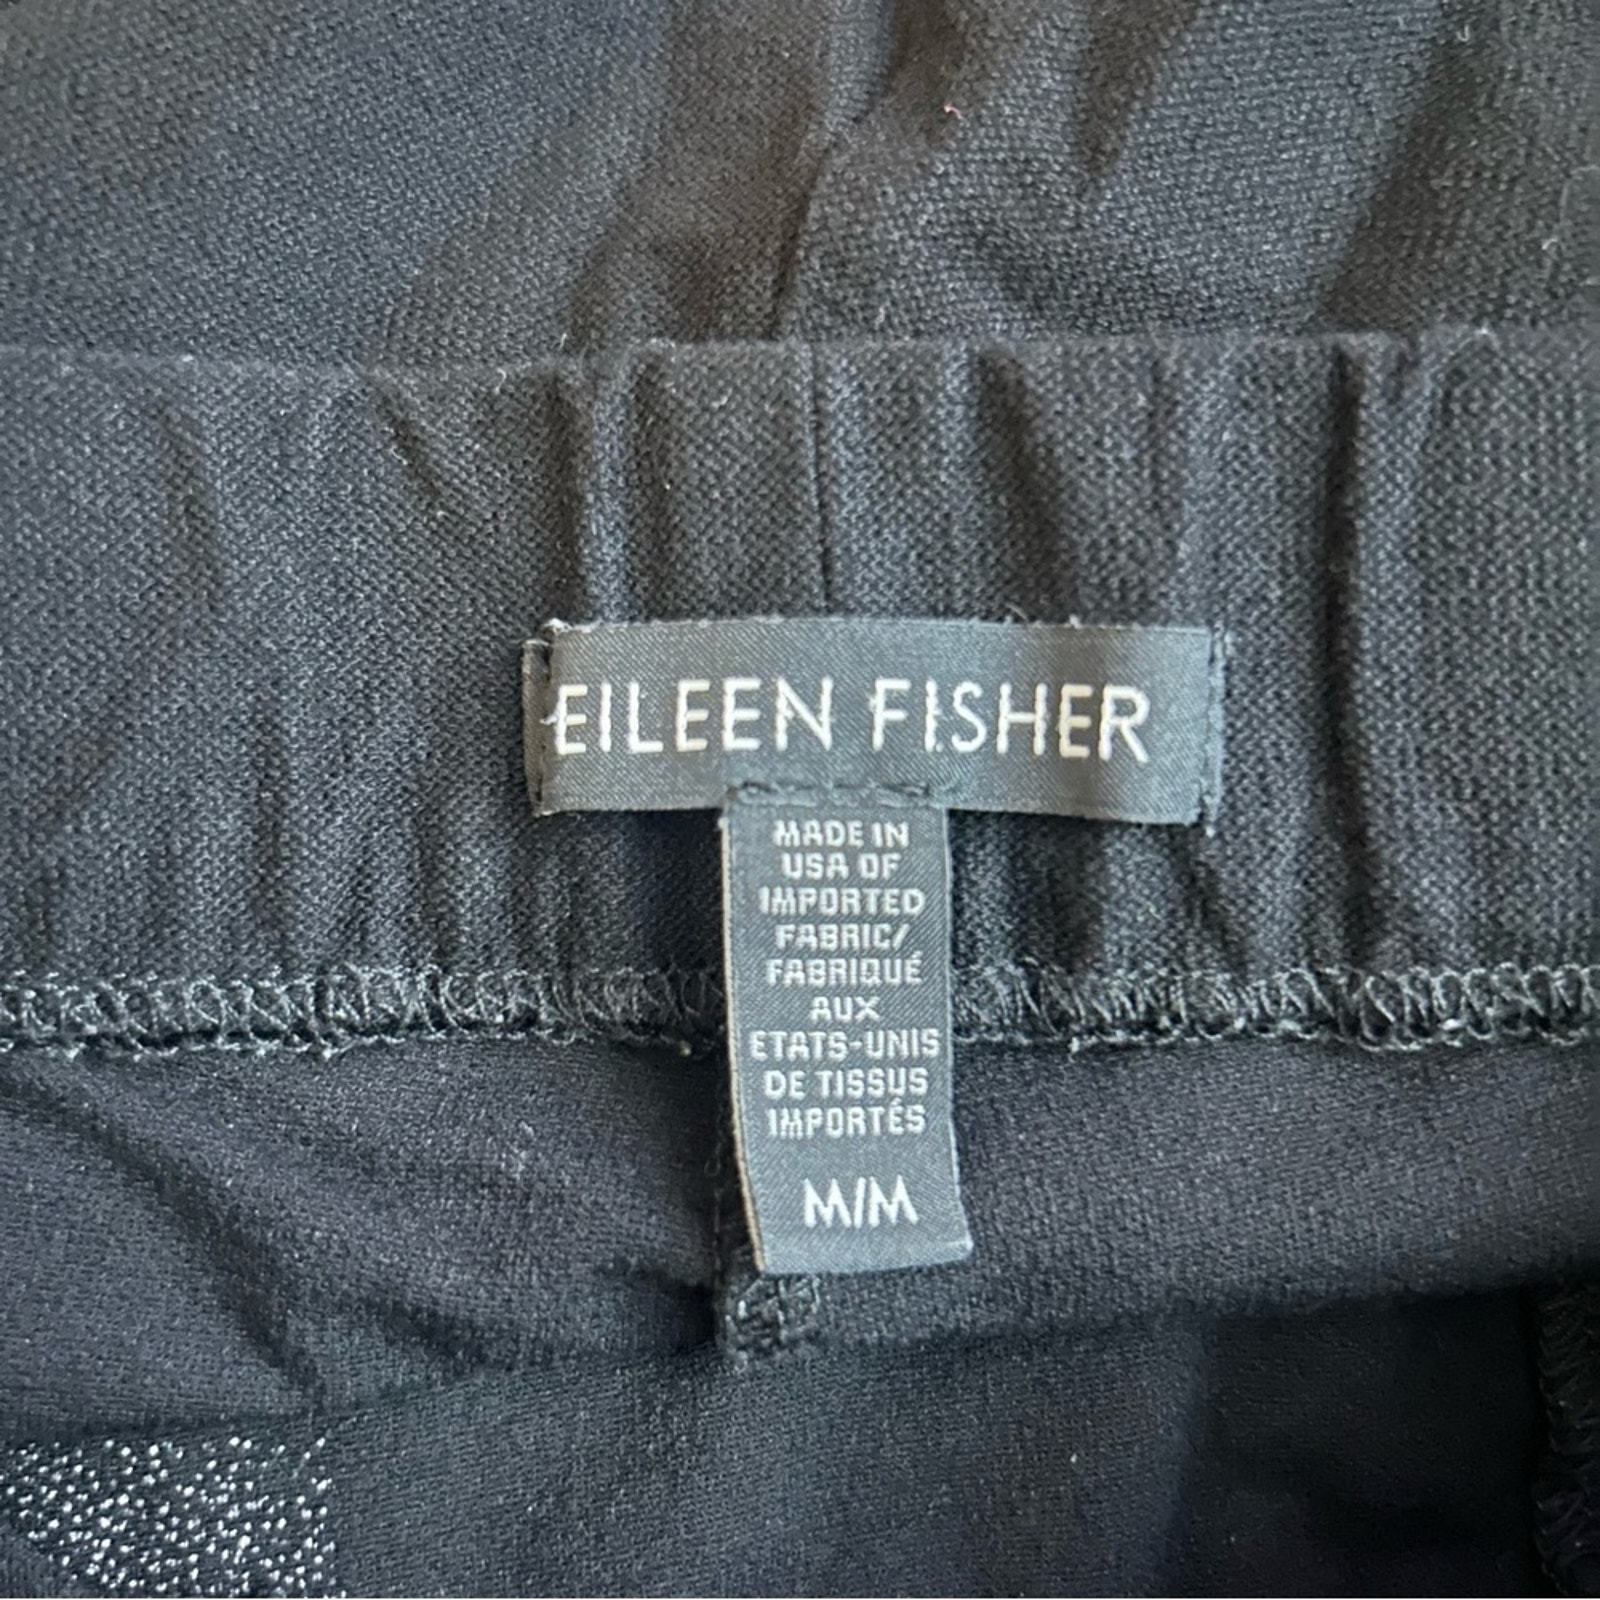 EILEEN FISHER
MADE IN
USA OF
IMPORTED
FABRIC/
FABRIQUÉ
AUX
ETATS-UNIS
DE TISSUS
IMPORTÉS
M/M